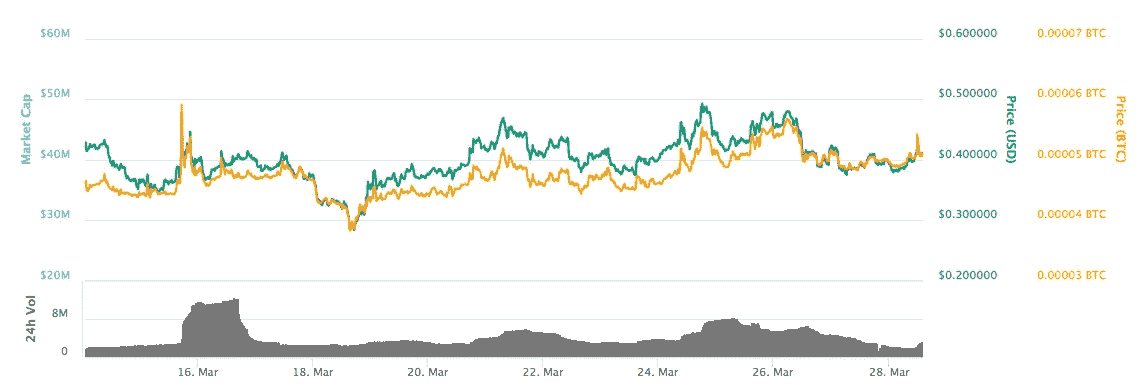 $60M
$50M
$40M
$30M
$20M
Market Cap
$0.600000
$0.500000
$0.400000
$0.300000
$0.200000
Price (USD)
0.00007 BTC
0.00006 BTC
0.00005 BTC
0.00004 BTC
0.00003 BTC
Price (BTC)
24h Vol
8M
0
16. Mar
18. Mar
20. Mar
22. Mar
24. Mar
26. Mar
28. Mar